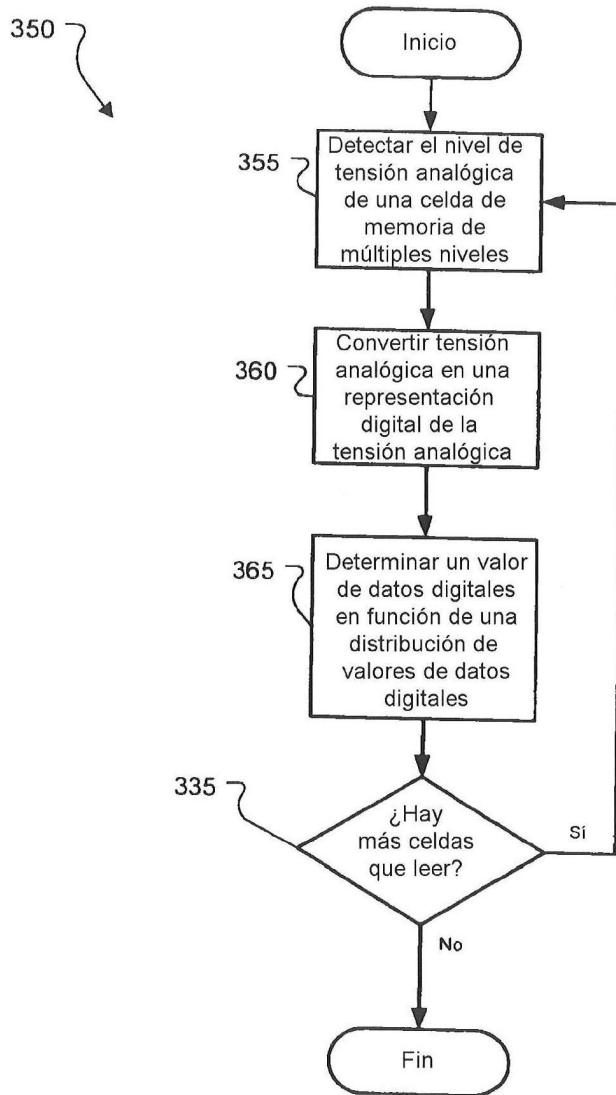 350
Inicio
355
Detectar el nivel de
tensión analógica
de una celda de
memoria de
múltiples niveles
360
Convertir tensión
analógica en una
representación
digital de la
tensión analógica
365
Determinar un valor
de datos digitales
en función de una
distribución de
valores de datos
digitales
335
¿Hay
más celdas
que leer?
Sí
No
Fin